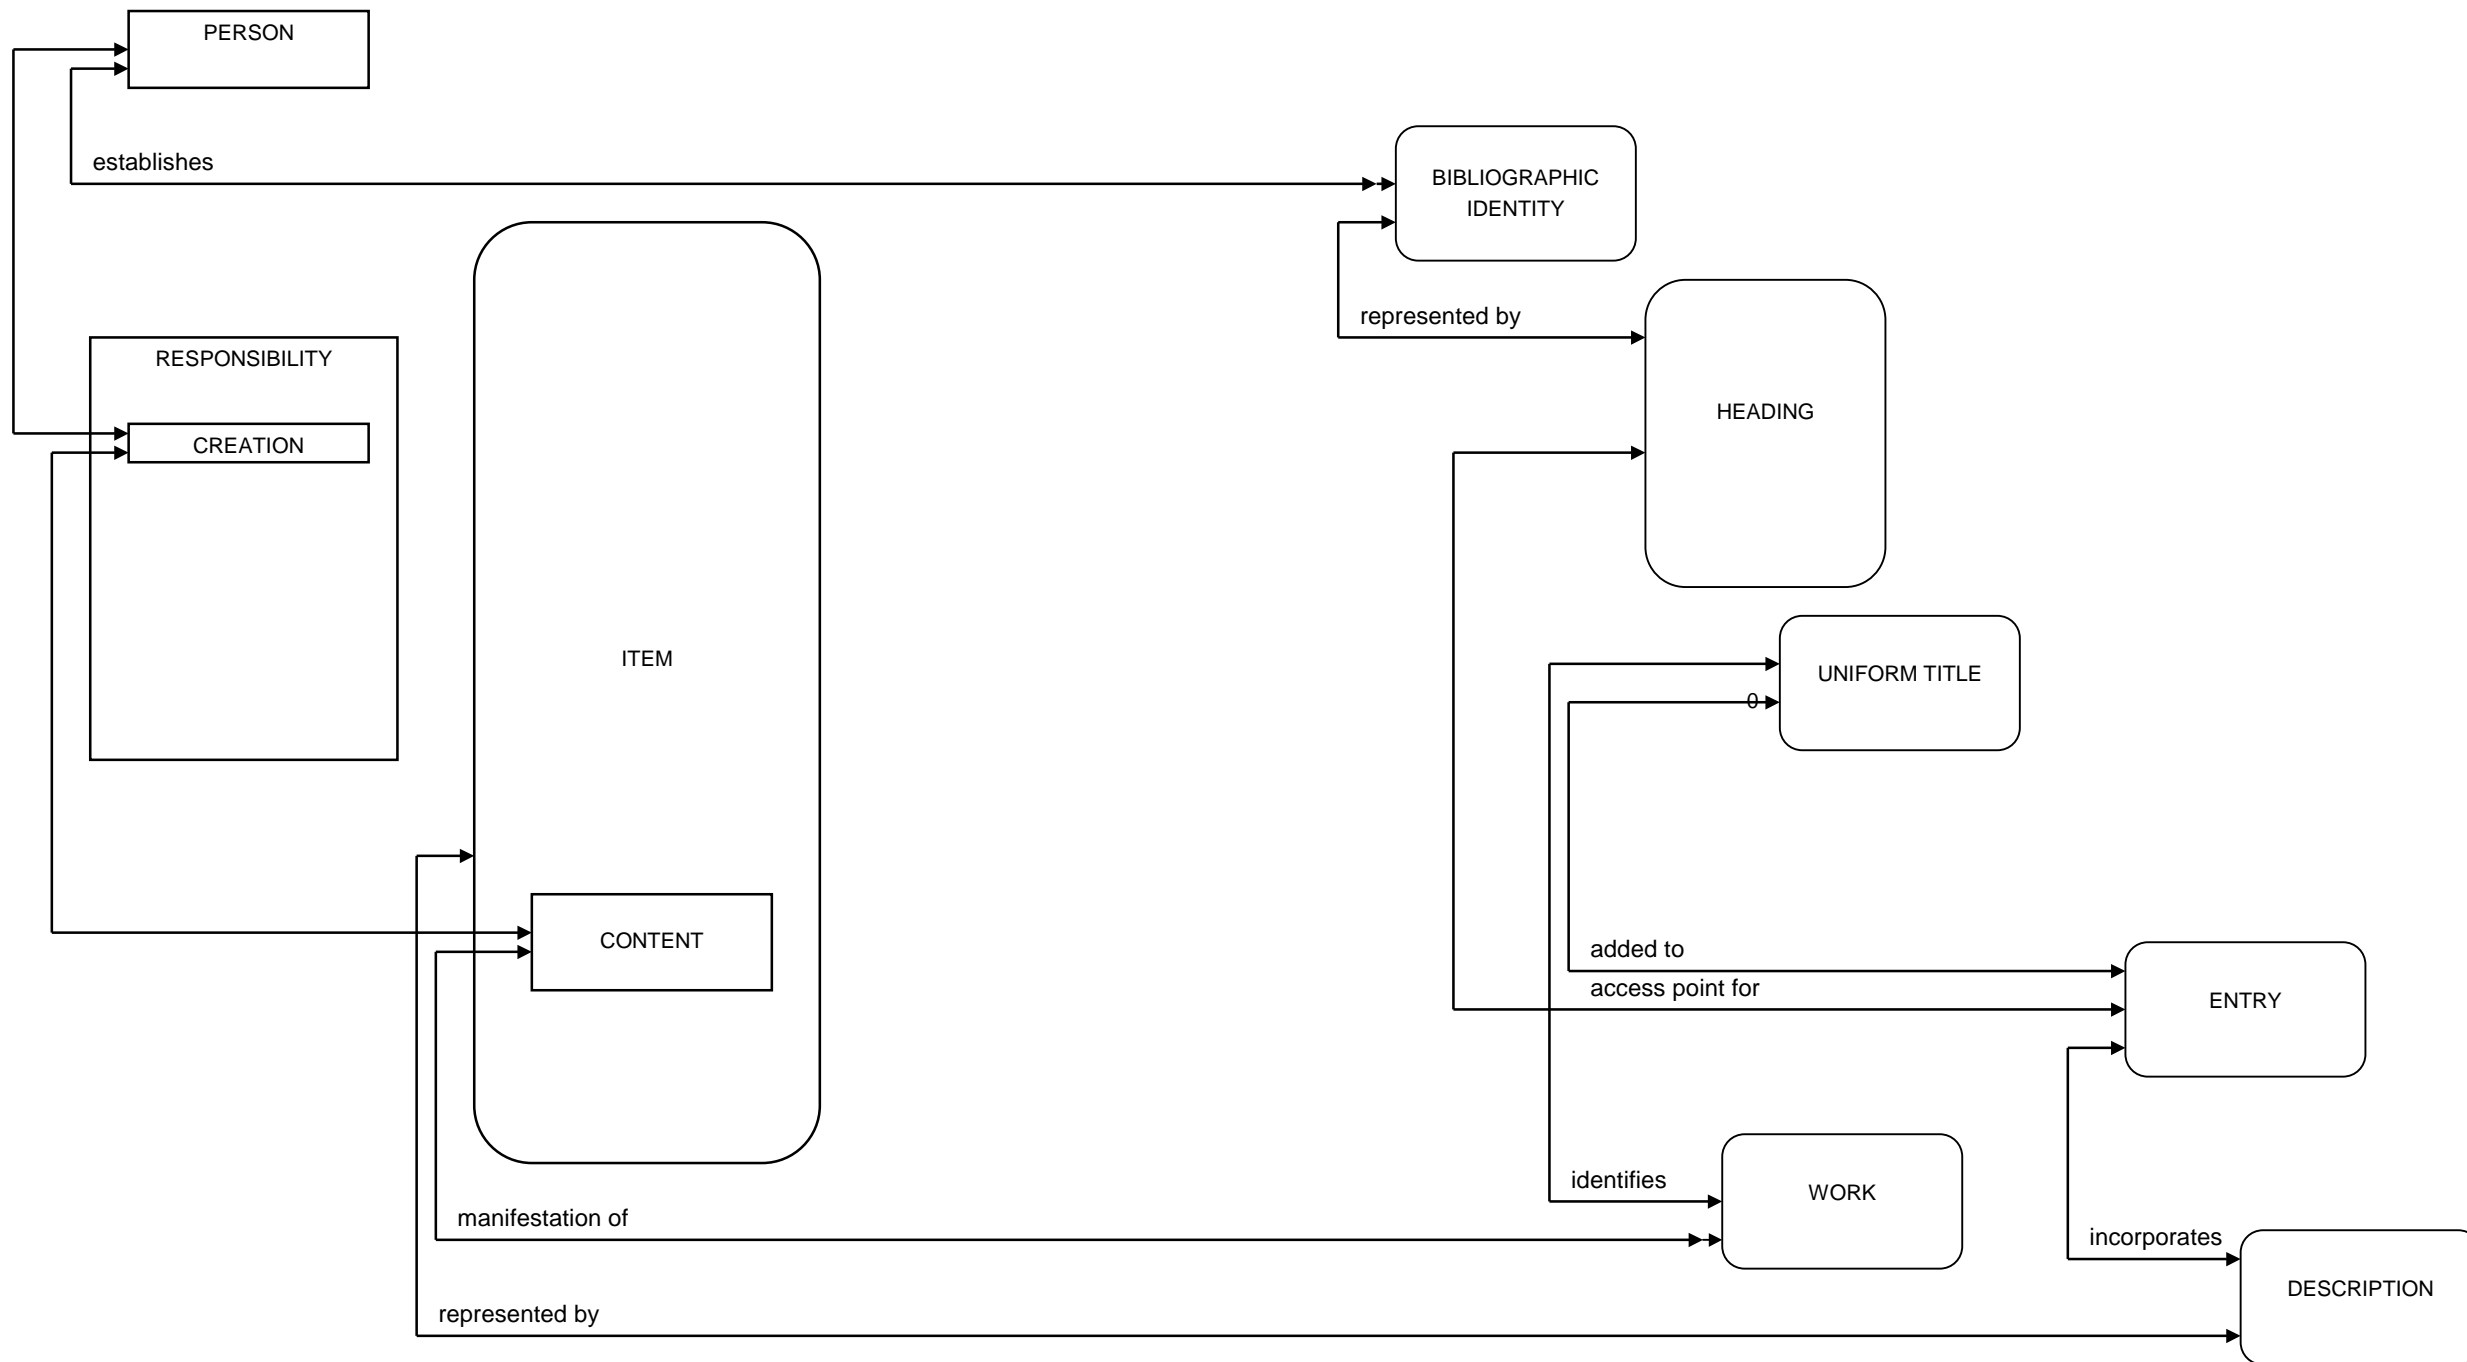 PERSON
establishes
BIBLIOGRAPHIC
IDENTITY
represented by
RESPONSIBILITY
HEADING
CREATION
ITEM
UNIFORM TITLE
0
CONTENT
added to
access point for
ENTRY
identifies
WORK
manifestation of
incorporates
DESCRIPTION
represented by